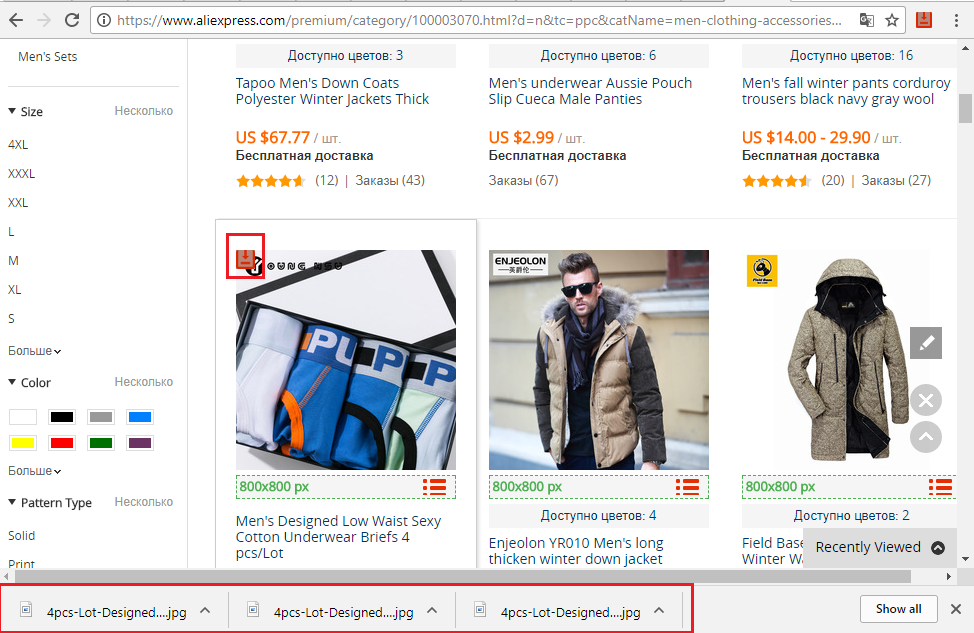 https://www.aliexpress.com/premium/category/100003070.html?d=n&tc=ppc&catName=men-clothing-accessories...
Men's Sets
Size Несколько
4XL
XXXL
XXL
L
M
XL
S
Больше
Color Несколько
Больше
Pattern Type Несколько
Solid
Print
Доступно цветов: 3
Tapoo Men's Down Coats
Polyester Winter Jackets Thick
US $67.77 / шт.
Бесплатная доставка
(12) | Заказы (43)
Доступно цветов: 6
Men's underwear Aussie Pouch
Slip Cueca Male Panties
US $2.99 / шт.
Бесплатная доставка
Заказы (67)
Доступно цветов: 16
Men's fall winter pants corduroy
trousers black navy gray wool
US $14.00 - 29.90 / шт.
Бесплатная доставка
(20) | Заказы (27)
PU
P
P
800x800 px
Men's Designed Low Waist Sexy
Cotton Underwear Briefs 4
pcs/Lot
ENJEOLON
英爵伦
800x800 px
Доступно цветов: 4
Enjeolon YR010 Men's long
thicken winter down jacket
Field Base
800x800 px
Доступно цветов: 2
Field Base
Winter
Recently Viewed
4pcs-Lot-Designed....jpg
4pcs-Lot-Designed....jpg
4pcs-Lot-Designed....jpg
Show all